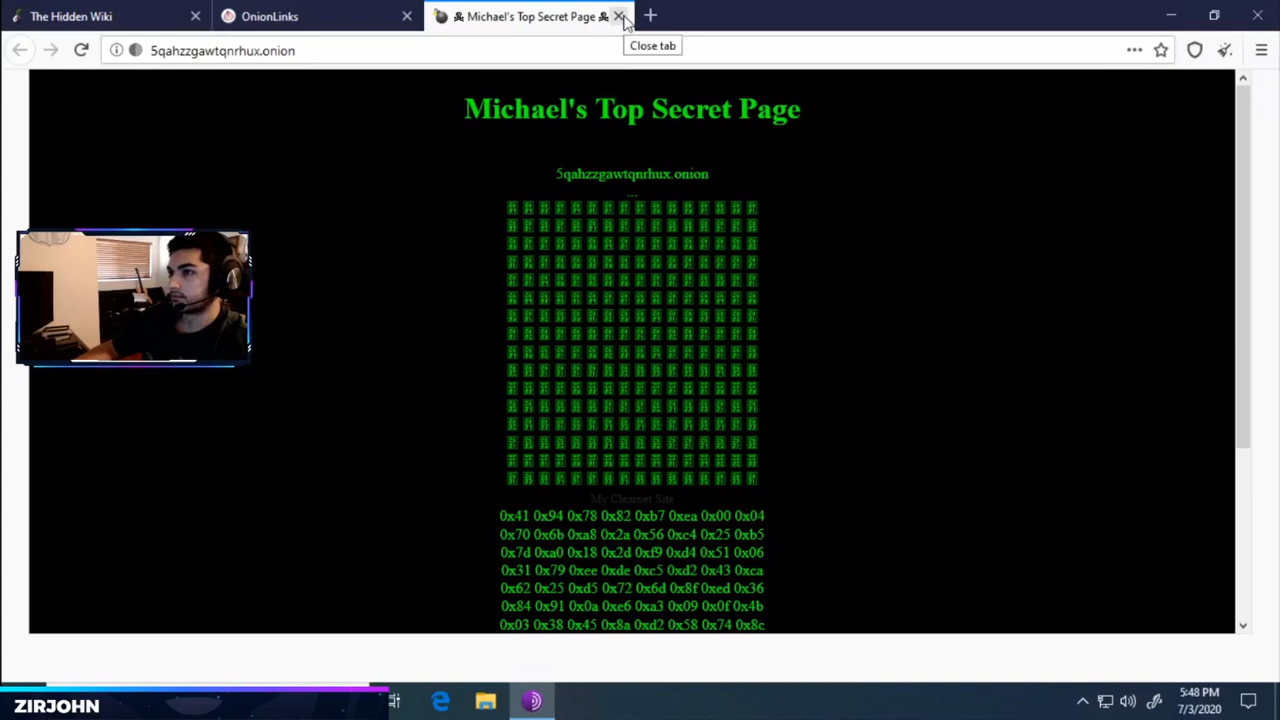 The Hidden Wiki
OnionLinks
Michael's Top Secret Page
Close tab
5qahzzgawtqnrhux.onion
Michael's Top Secret Page
5qahzzgawtqnrhux.onion
---
My Clearnet Site
0x41 0x94 0x78 0x82 0xb7 0xea 0x00 0x04
0x70 0x6b 0xa8 0x2a 0x56 0xc4 0x25 0xb5
0x7d 0xa0 0x18 0x2d 0xf9 0xd4 0x51 0x06
0x31 0x79 0xee 0xde 0xc5 0xd2 0x43 0xca
0x62 0x25 0xd5 0x72 0x6d 0x8f 0xed 0x36
0x84 0x91 0x0a 0xe6 0xa3 0x09 0x0f 0x4b
0x03 0x38 0x45 0x8a 0xd2 0x58 0x74 0x8c
ZIRJOHN
5:48 PM
7/3/2020